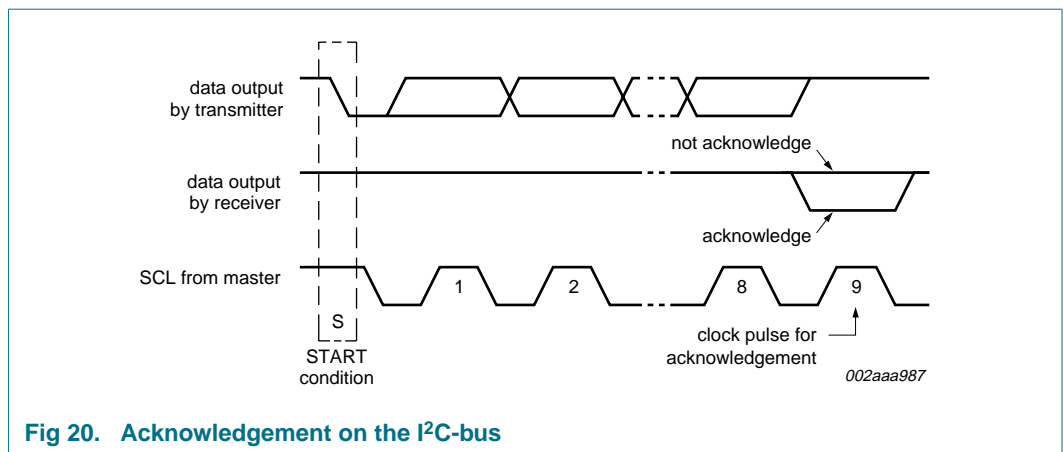 data output
by transmitter
not acknowledge
data output
by receiver
acknowledge
SCL from master
1
2
8
9
S
START
condition
clock pulse for
acknowledgement
002aaa987
Fig 20. Acknowledgement on the I²C-bus